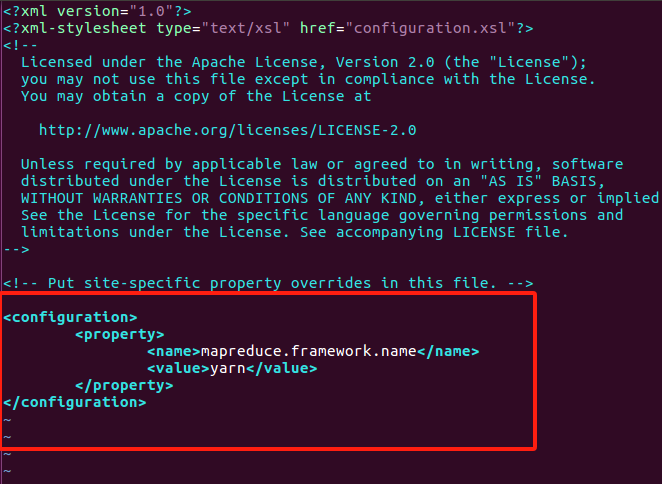 <?xml version="1.0"?>
<?xml-stylesheet type="text/xsl" href="configuration.xsl"?>
<!--
  Licensed under the Apache License, Version 2.0 (the "License");
  you may not use this file except in compliance with the License.
  You may obtain a copy of the License at

    http://www.apache.org/licenses/LICENSE-2.0

  Unless required by applicable law or agreed to in writing, software
  distributed under the License is distributed on an "AS IS" BASIS,
  WITHOUT WARRANTIES OR CONDITIONS OF ANY KIND, either express or implied
  See the License for the specific language governing permissions and
  limitations under the License. See accompanying LICENSE file.
-->

<!-- Put site-specific property overrides in this file. -->

<configuration>
        <property>
                <name>mapreduce.framework.name</name>
                <value>yarn</value>
        </property>
</configuration>
~
~
~
~